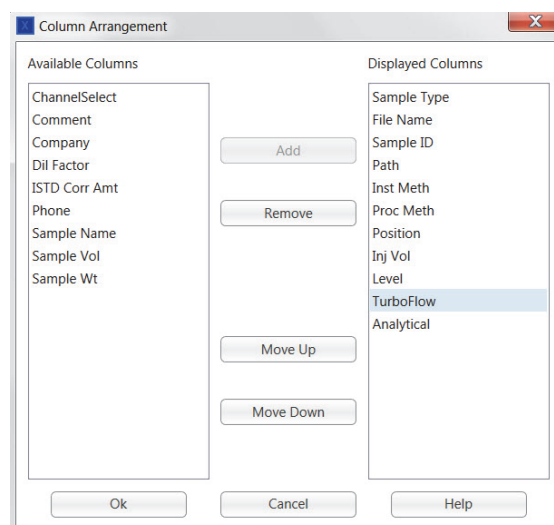 Column Arrangement
Available Columns
ChannelSelect
Comment
Company
Dil Factor
ISTD Corr Amt
Phone
Sample Name
Sample Vol
Sample Wt
Add
Remove
Move Up
Move Down
Displayed Columns
Sample Type
File Name
Sample ID
Path
Inst Meth
Proc Meth
Position
Inj Vol
Level
TurboFlow
Analytical
Ok
Cancel
Help